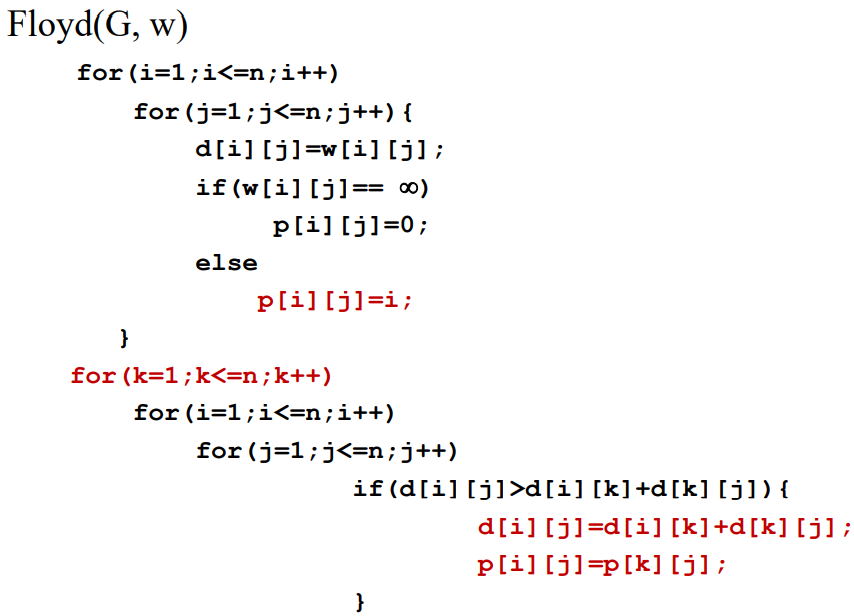 Floyd(G, w)
for(i=1;i<=n;i++)
for(j=1;j<=n;j++){
d[i][j]=w[i][j];
if(w[i][j]== ∞)
p[i][j]=0;
else
p[i][j]=i;
}
for(k=1;k<=n;k++)
for(i=1;i<=n;i++)
for(j=1;j<=n;j++)
if(d[i][j]>d[i][k]+d[k][j]){
d[i][j]=d[i][k]+d[k][j];
p[i][j]=p[k][j];
}